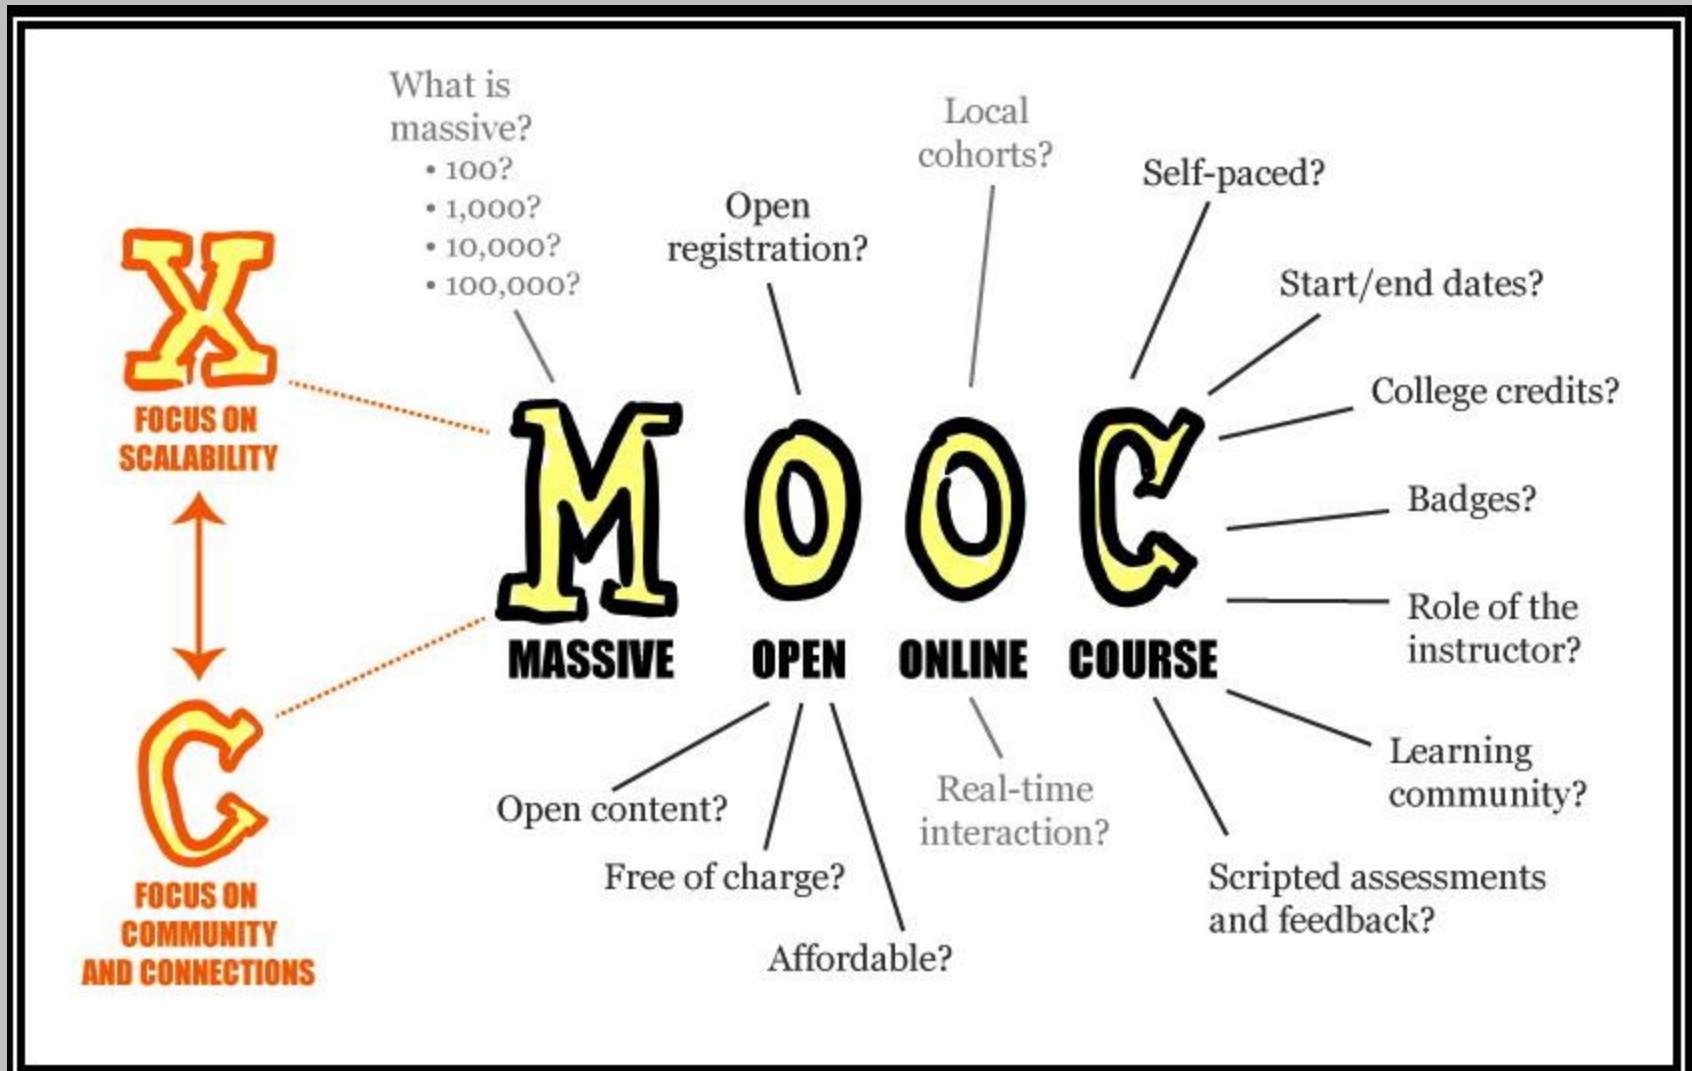 What is
massive?
• 100?
• 1,000?
• 10,000?
• 100,000?
Open
registration?
Local
cohorts?
Self-paced?
Start/end dates?
College credits?
Badges?
Role of the
instructor?
Learning
community?
Scripted assessments
and feedback?
X
FOCUS ON
SCALABILITY
C
FOCUS ON
COMMUNITY
AND CONNECTIONS
MOOC
MASSIVE OPEN ONLINE COURSE
Open content?
Free of charge?
Affordable?
Real-time
interaction?